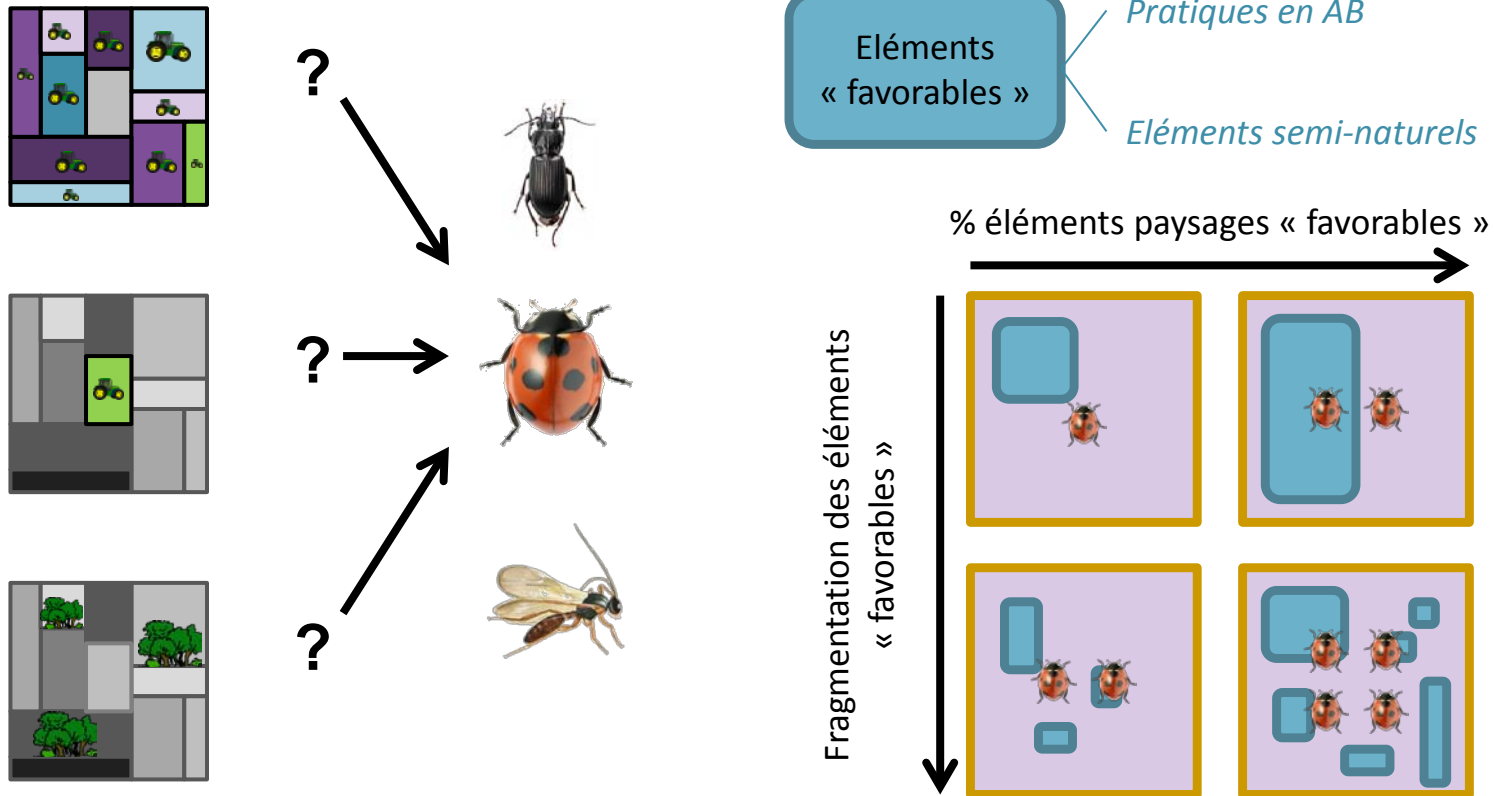 ?
?
?
Eléments
« favorables »
Pratiques en AB
Eléments semi-naturels
% éléments paysages « favorables »
Fragmentation des éléments
« favorables »